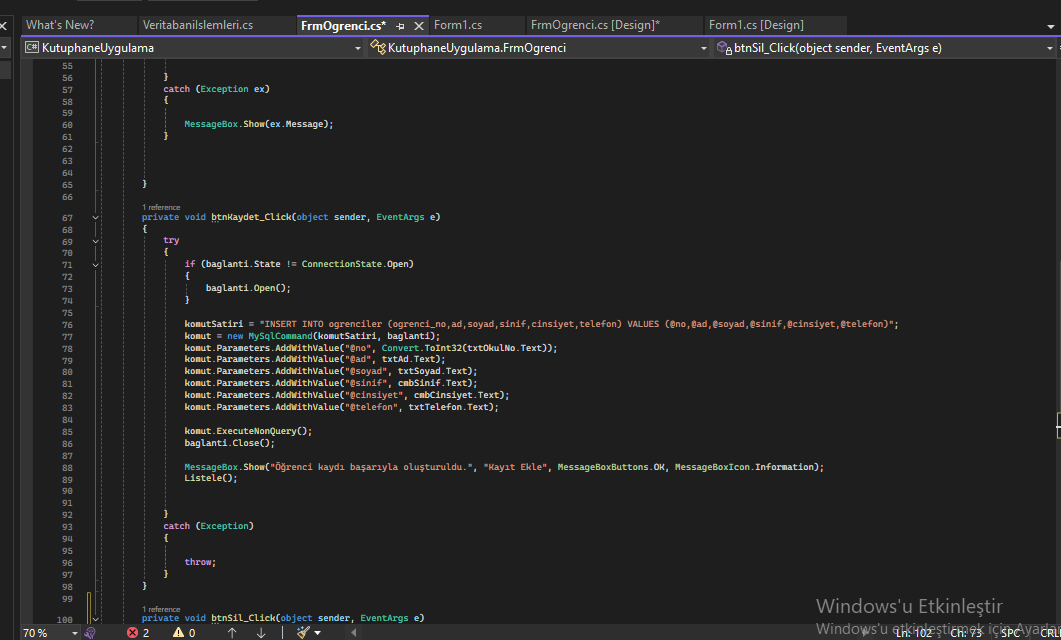 What's New?
Veritabanislemleri.cs
FrmOgrenci.cs*
Form1.cs
FrmOgrenci.cs [Design]*
Form1.cs [Design]
C# KutuphaneUygulama
KutuphaneUygulama.FrmOgrenci
btnSil_Click(object sender, EventArgs e)
55
56 }
57 catch (Exception ex)
58 {
59
60 MessageBox.Show(ex.Message);
61 }
62
63
64
65 }
66
1 reference
67 private void btnKaydet_Click(object sender, EventArgs e)
68 {
69 try
70 {
71 if (baglanti.State != ConnectionState.Open)
72 {
73 baglanti.Open();
74 }
75
76 komutSatiri = "INSERT INTO ogrenciler (ogrenci_no,ad,soyad,sinif,cinsiyet,telefon) VALUES (@no,@ad,@soyad,@sinif,@cinsiyet,@telefon)";
77 komut = new MySqlCommand(komutSatiri, baglanti);
78 komut.Parameters.AddWithValue("@no", Convert.ToInt32(txtOkulNo.Text));
79 komut.Parameters.AddWithValue("@ad", txtAd.Text);
80 komut.Parameters.AddWithValue("@soyad", txtSoyad.Text);
81 komut.Parameters.AddWithValue("@sinif", cmbSinif.Text);
82 komut.Parameters.AddWithValue("@cinsiyet", cmbCinsiyet.Text);
83 komut.Parameters.AddWithValue("@telefon", txtTelefon.Text);
84
85 komut.ExecuteNonQuery();
86 baglanti.Close();
87
88 MessageBox.Show("Öğrenci kaydı başarıyla oluşturuldu.", "Kayıt Ekle", MessageBoxButtons.OK, MessageBoxIcon.Information);
89 Listele();
90
91
92 }
93 catch (Exception)
94 {
95
96 throw;
97 }
98 }
99
1 reference
100 private void btnSil_Click(object sender, EventArgs e)
Windows'u Etkinleştir
Windows'u etkinleştirmek için Ayarlar
70 %
2
0
Ln: 102
Ch: 73
SPC
CRL